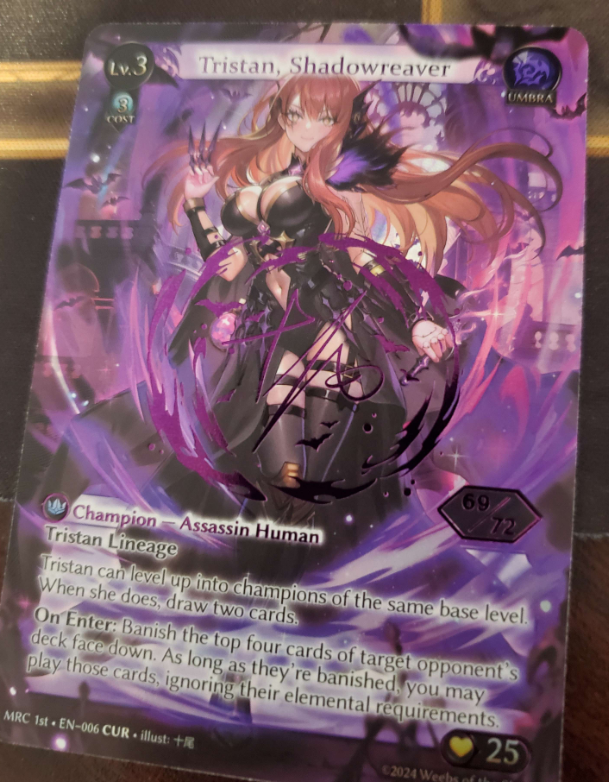 Lv.3
Tristan, Shadowreaver
UMBRA
3
COST
69/72
Champion — Assassin Human
Tristan Lineage
Tristan can level up into champions of the same base level.
When she does, draw two cards.
On Enter: Banish the top four cards of target opponent's
deck face down. As long as they're banished, you may
play those cards, ignoring their elemental requirements.
MRC 1st • EN-006 CUR • illust: 十尾
25
©2024 Weebs of the